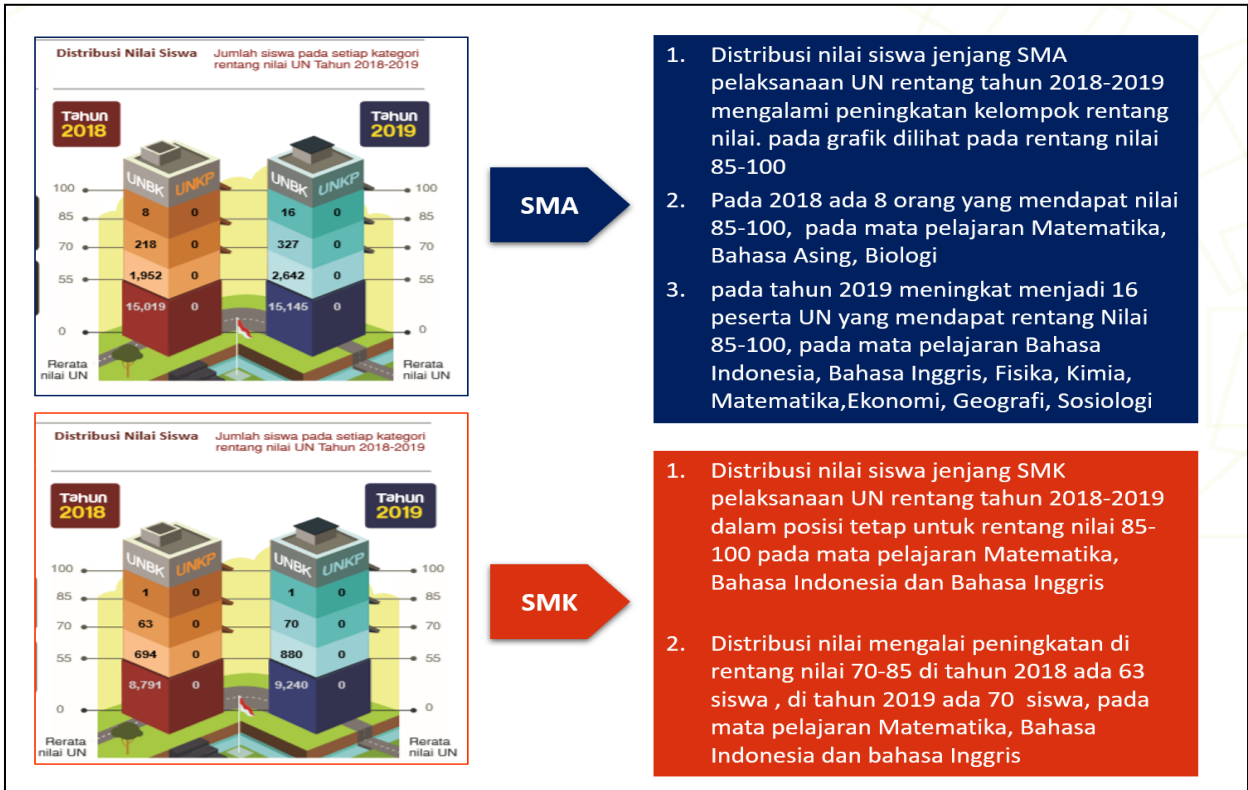 Distribusi Nilai Siswa
Jumlah siswa pada setiap kategori
rentang nilai UN Tahun 2018-2019
Tahun
2018
Tahun
2019
UNBK UNKP
UNBK UNKP
100
100
8 0
16 0
85
85
218 0
327 0
70
70
1,952 0
2,642 0
55
55
15,019 0
15,145 0
0
0
Rerata
nilai UN
Rerata
nilai UN
SMA
1. Distribusi nilai siswa jenjang SMA
pelaksanaan UN rentang tahun 2018-2019
mengalami peningkatan kelompok rentang
nilai. pada grafik dilihat pada rentang nilai
85-100
2. Pada 2018 ada 8 orang yang mendapat nilai
85-100, pada mata pelajaran Matematika,
Bahasa Asing, Biologi
3. pada tahun 2019 meningkat menjadi 16
peserta UN yang mendapat rentang Nilai
85-100, pada mata pelajaran Bahasa
Indonesia, Bahasa Inggris, Fisika, Kimia,
Matematika,Ekonomi, Geografi, Sosiologi
Distribusi Nilai Siswa
Jumlah siswa pada setiap kategori
rentang nilai UN Tahun 2018-2019
Tahun
2018
Tahun
2019
UNBK UNKP
UNBK UNKP
100
100
1 0
1 0
85
85
63 0
70 0
70
70
694 0
880 0
55
55
8,791 0
9,240 0
0
0
Rerata
nilai UN
Rerata
nilai UN
SMK
1. Distribusi nilai siswa jenjang SMK
pelaksanaan UN rentang tahun 2018-2019
dalam posisi tetap untuk rentang nilai 85-
100 pada mata pelajaran Matematika,
Bahasa Indonesia dan Bahasa Inggris
2. Distribusi nilai mengalai peningkatan di
rentang nilai 70-85 di tahun 2018 ada 63
siswa , di tahun 2019 ada 70 siswa, pada
mata pelajaran Matematika, Bahasa
Indonesia dan bahasa Inggris